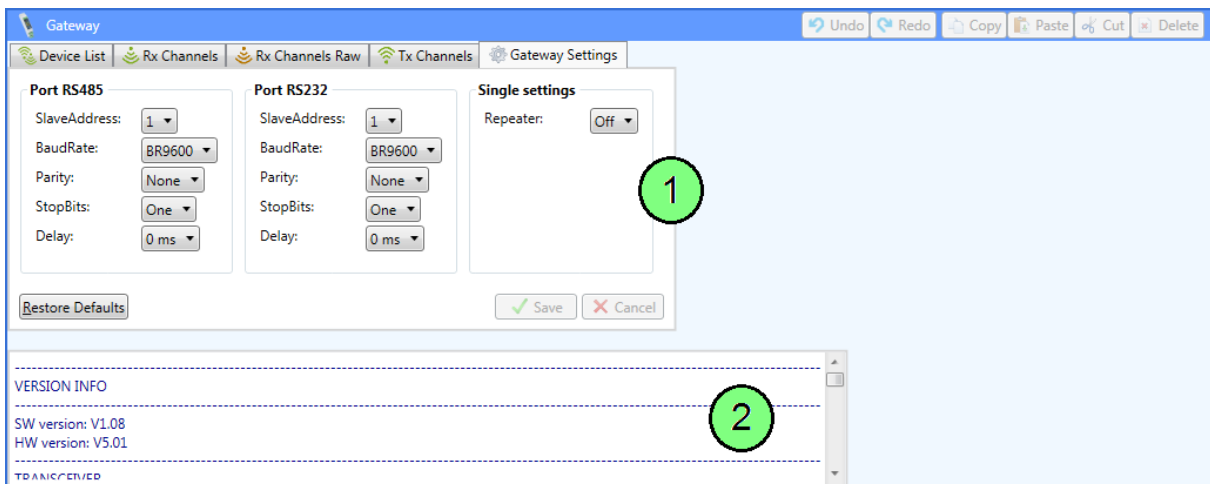 Gateway Undo Redo Copy Paste Cut Delete
Device List Rx Channels Rx Channels Raw Tx Channels Gateway Settings
Port RS485 Port RS232 Single settings
SlaveAddress: 1 SlaveAddress: 1 Repeater: Off
BaudRate: BR9600 BaudRate: BR9600
Parity: None Parity: None
1
StopBits: One StopBits: One
Delay: 0 ms Delay: 0 ms
Restore Defaults Save Cancel
--------------------------------------------------
VERSION INFO
--------------------------------------------------
2
SW version: V1.08
HW version: V5.01
--------------------------------------------------
TRANSCEIVER